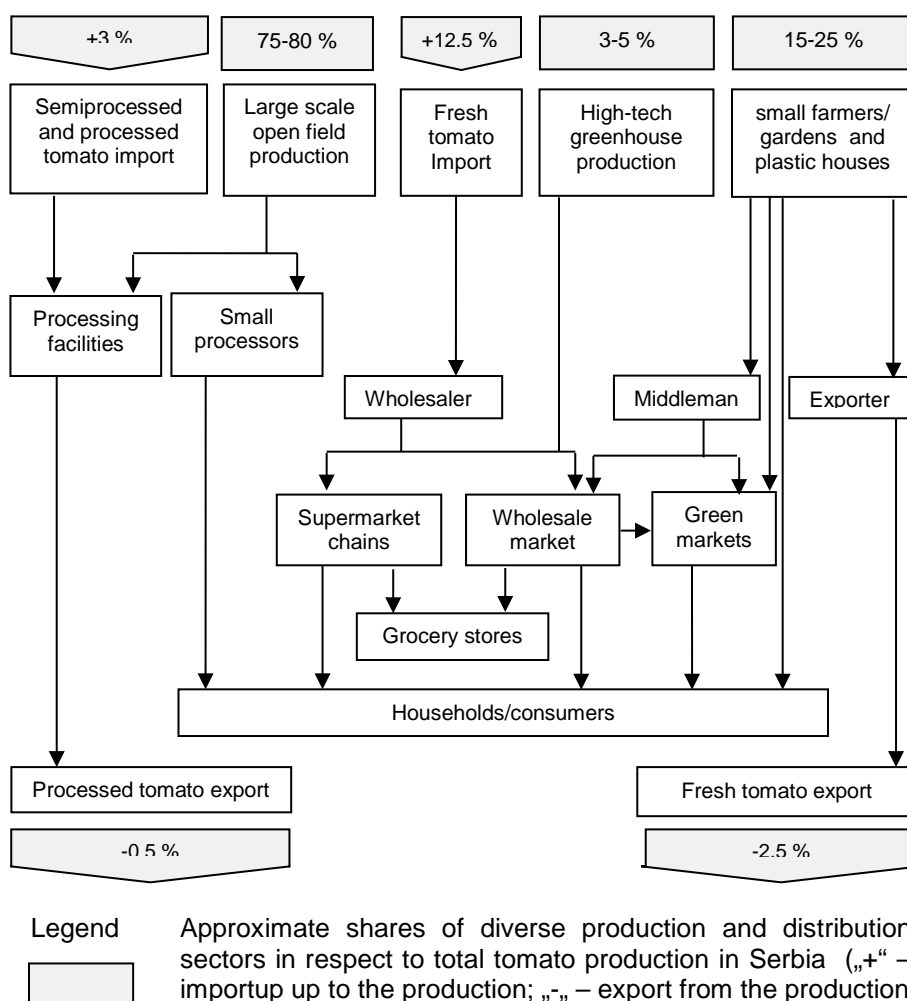 +3 %
75-80 %
+12.5 %
3-5 %
15-25 %
Semiprocessed
and processed
tomato import
Large scale
open field
production
Fresh
tomato
Import
High-tech
greenhouse
production
small farmers/
gardens and
plastic houses
Processing
facilities
Small
processors
Wholesaler
Middleman
Exporter
Supermarket
chains
Wholesale
market
Green
markets
Grocery stores
Households/consumers
Processed tomato export
Fresh tomato export
-0.5 %
-2.5 %
Legend
Approximate shares of diverse production and distribution
sectors in respect to total tomato production in Serbia („+“ –
importup up to the production; „-„ – export from the production